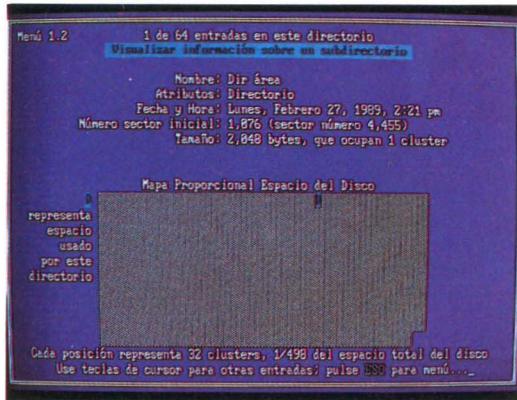 Menú 1.2
1 de 64 entradas en este directorio
Visualizar información sobre un subdirectorio
Nombre: Dir área
Atributos: Directorio
Fecha y Hora: Lunes, Febrero 27, 1989, 2:21 pm
Número sector inicial: 1,076 (sector número 4,455)
Tamaño: 2,048 bytes, que ocupan 1 cluster
Mapa Proporcional Espacio del Disco
D
representa
espacio
usado
por este
directorio
D
Cada posición representa 32 clusters, 1/498 del espacio total del disco
Use teclas de cursor para otras entradas; pulse ESC para menú..._